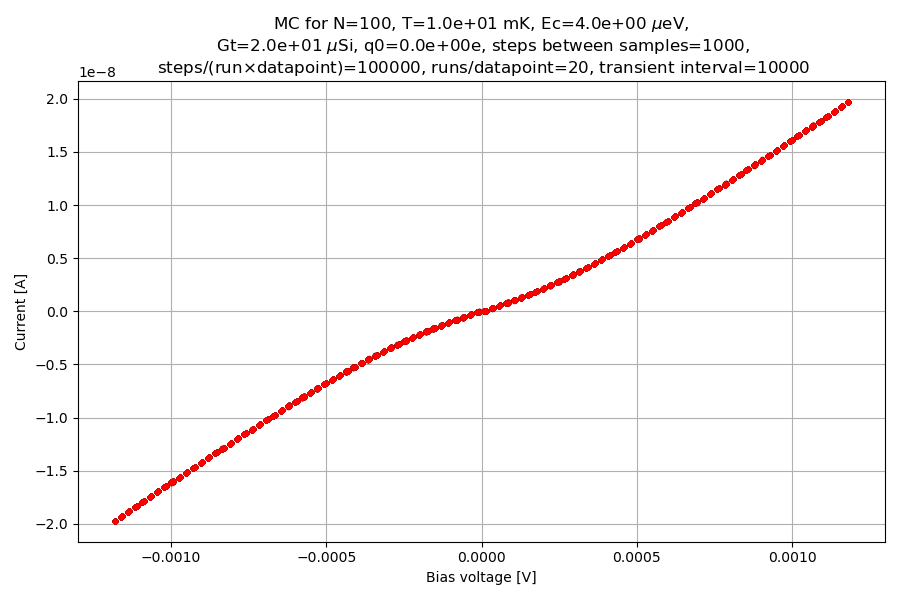 MC for N=100, T=1.0e+01 mK, Ec=4.0e+00 μeV,
Gt=2.0e+01 μSi, q0=0.0e+00e, steps between samples=1000,
steps/(run×datapoint)=100000, runs/datapoint=20, transient interval=10000
1e−8
2.0
1.5
1.0
0.5
0.0
−0.5
−1.0
−1.5
−2.0
Current [A]
−0.0010 −0.0005 0.0000 0.0005 0.0010
Bias voltage [V]